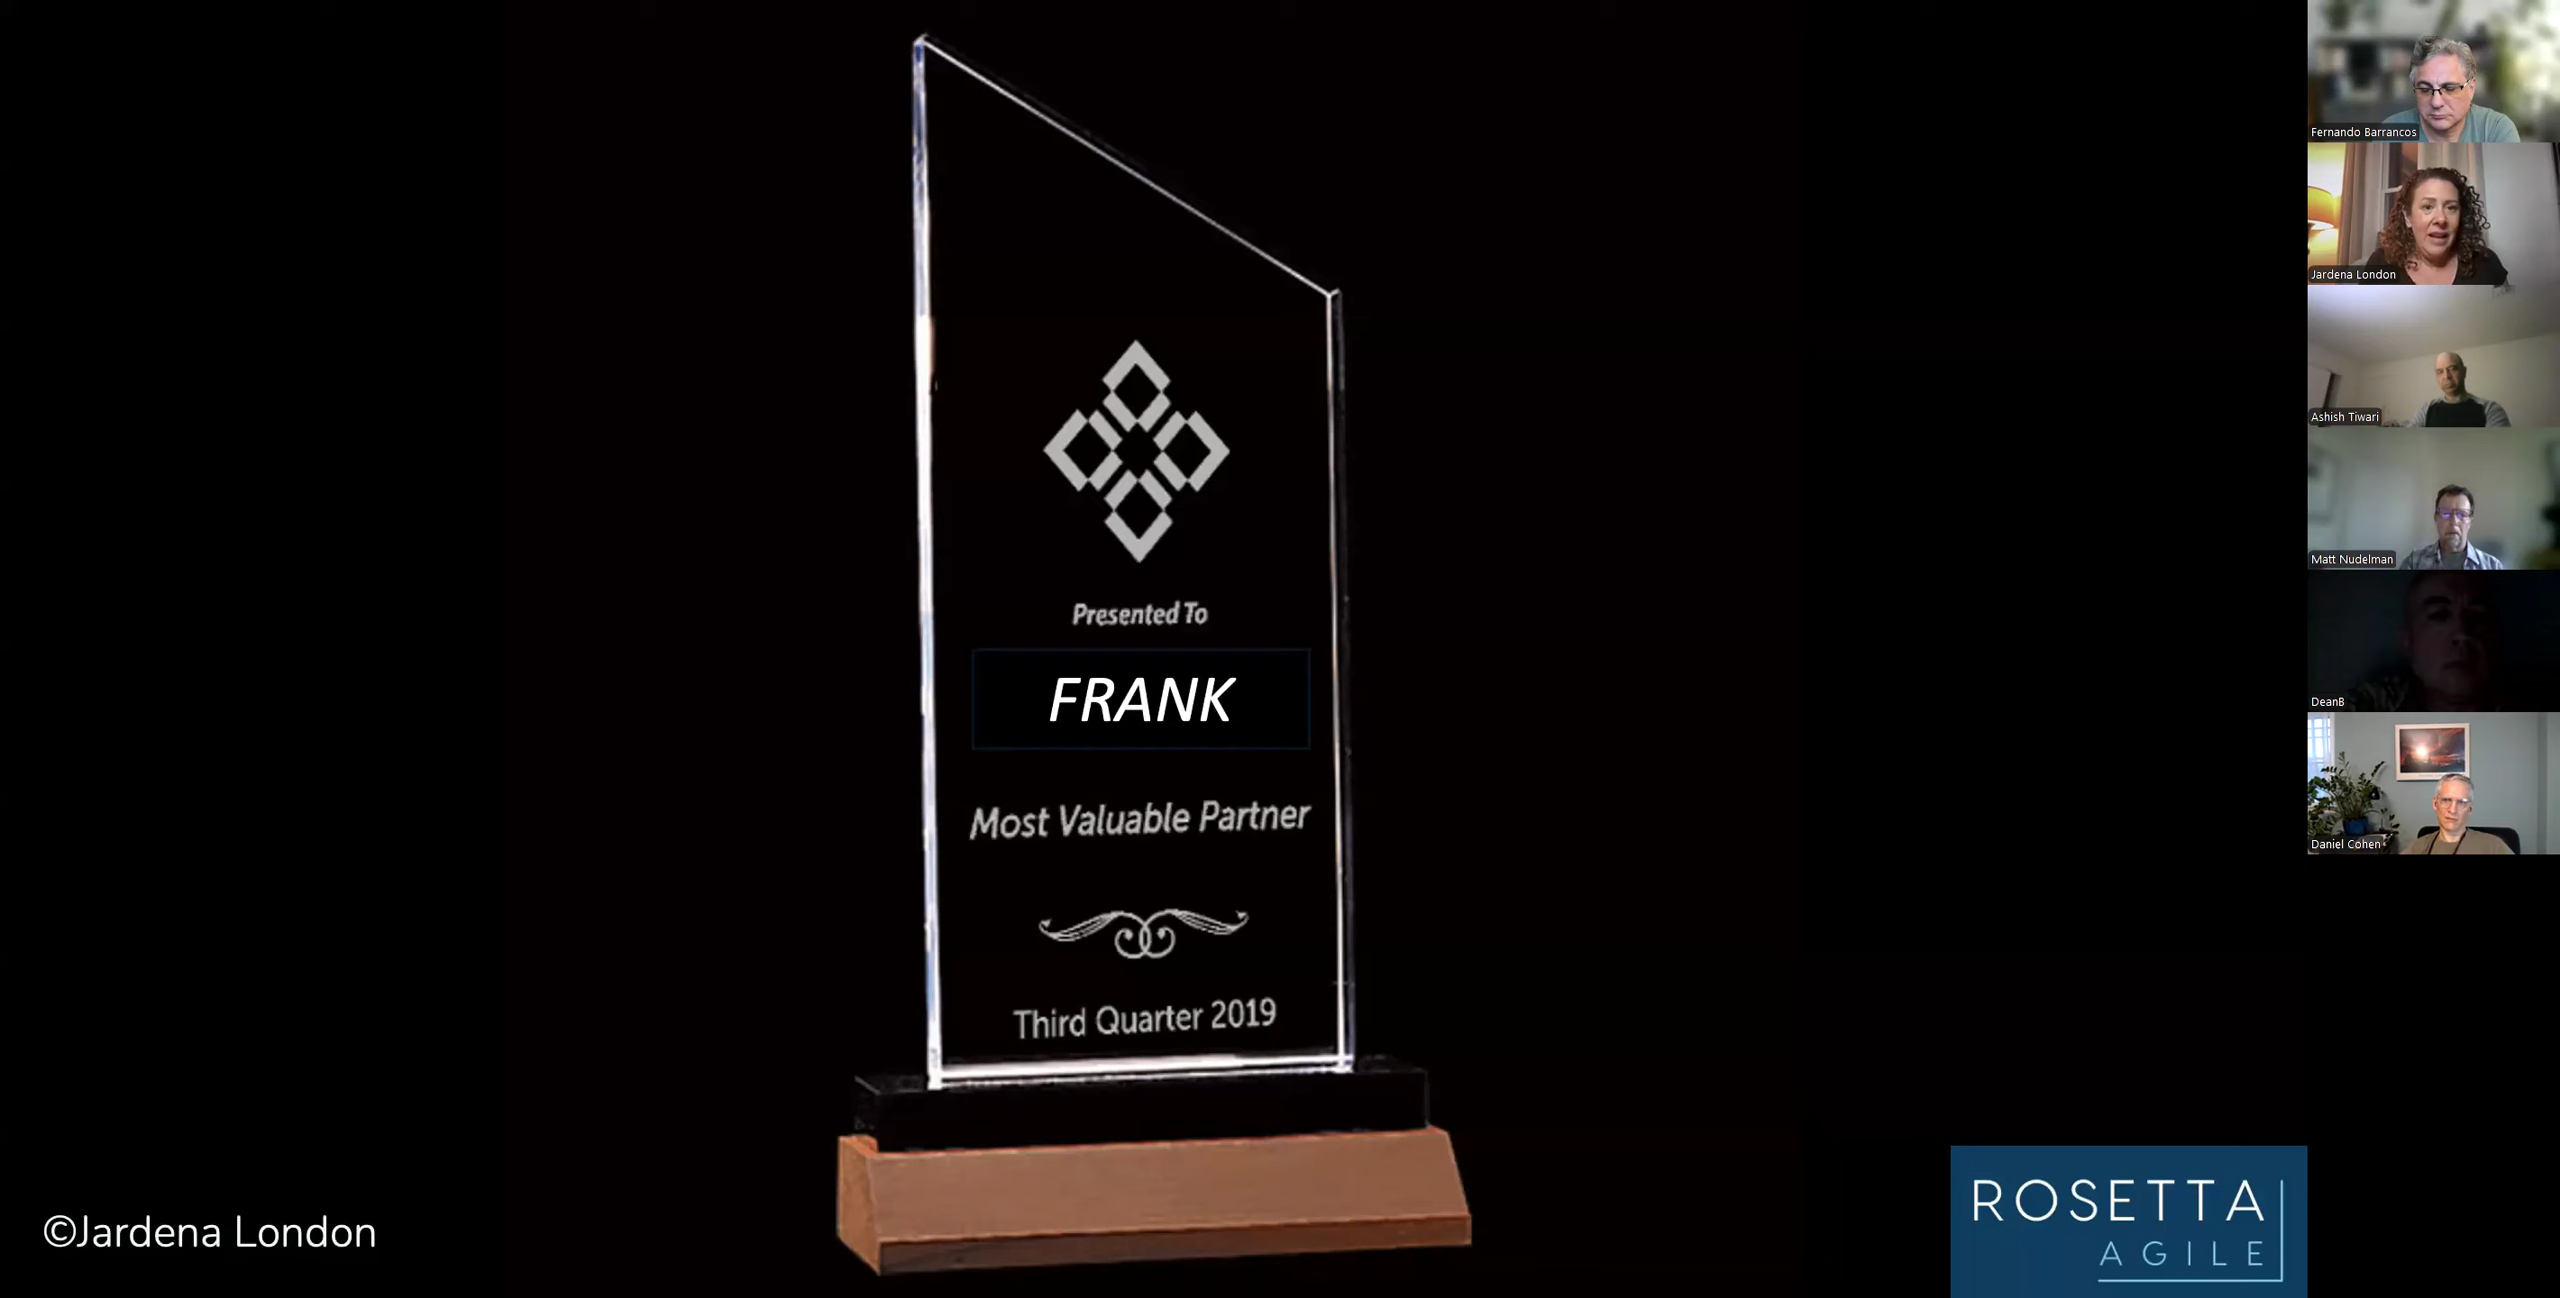 Presented To
FRANK
Most Valuable Partner
Third Quarter 2019
©Jardena London
ROSETTA
AGILE
Fernando Barrancos
Jardena London
Ashish Tiwari
Matt Nudelman
DeanB
Daniel Cohen